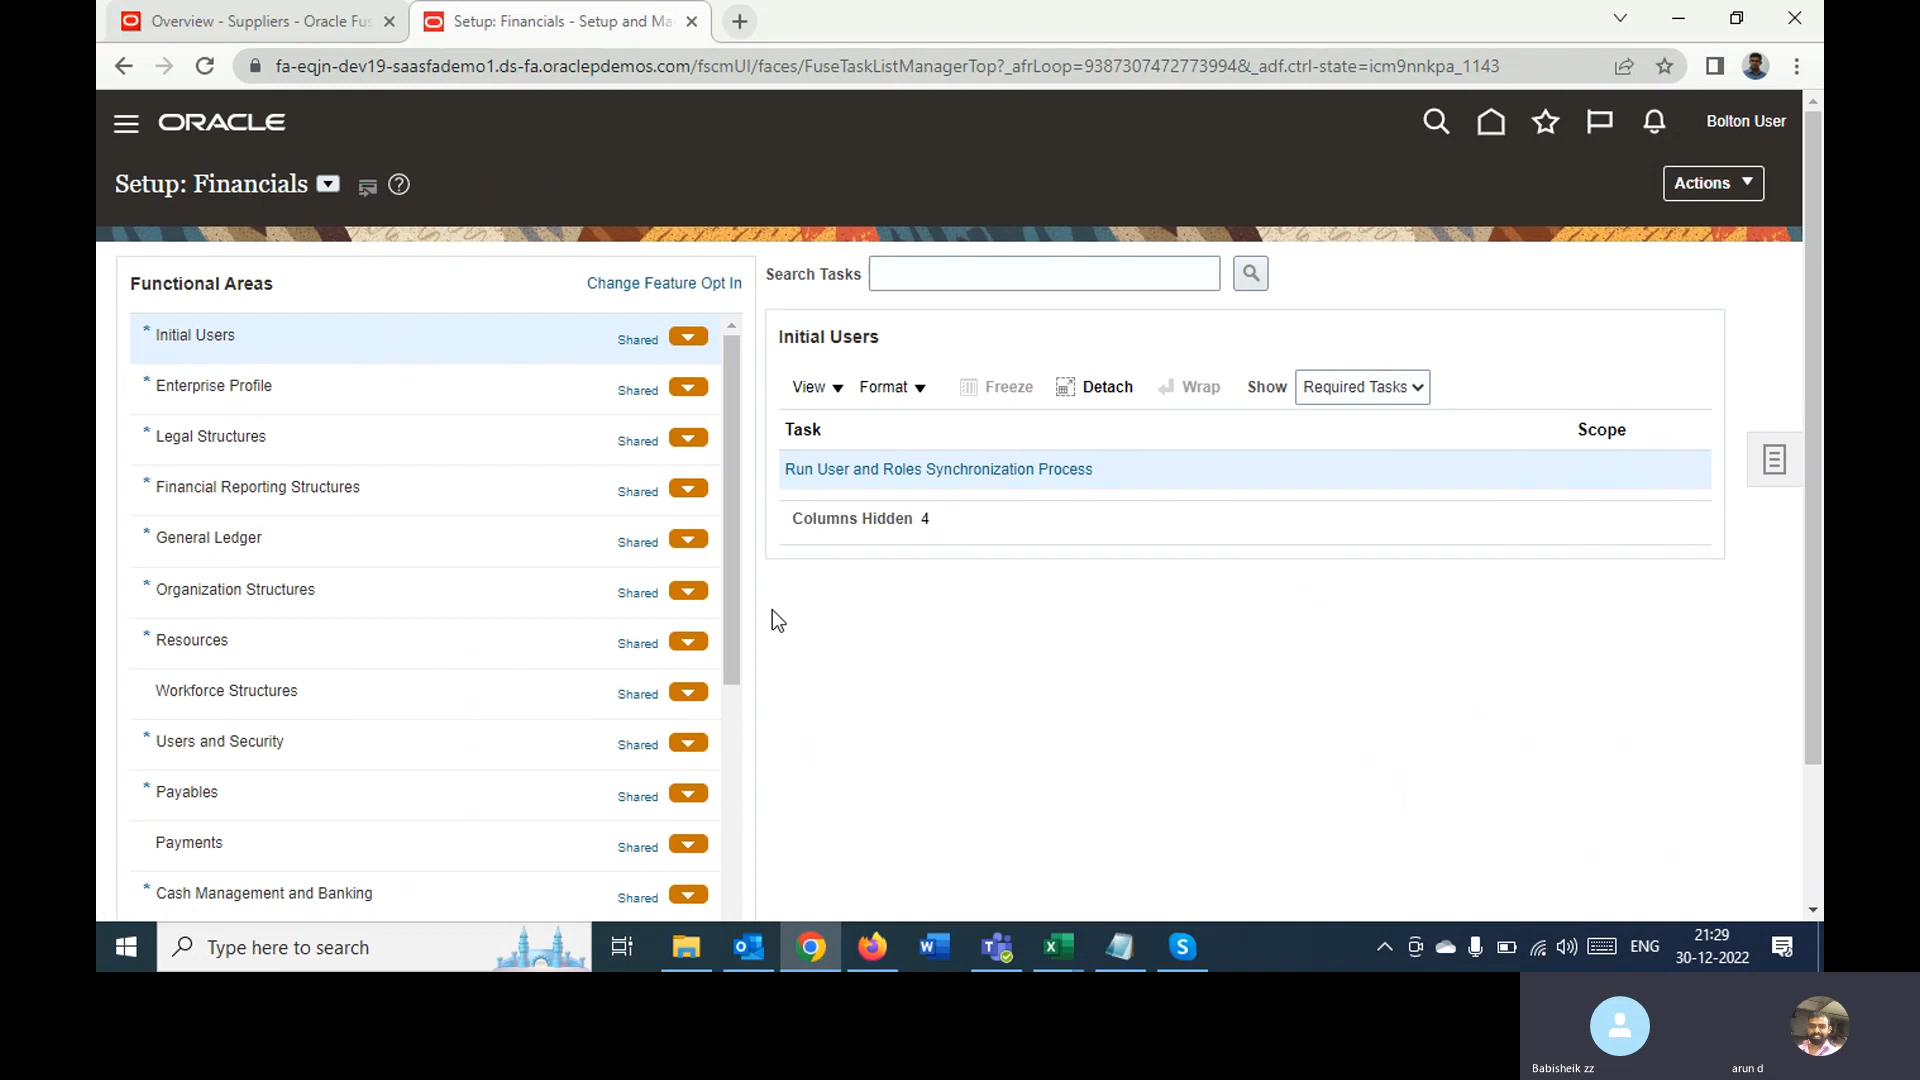 Overview - Suppliers - Oracle Fus
Setup: Financials - Setup and Ma
fa-eqjn-dev19-saasfademo1.ds-fa.oraclepdemos.com/fscmUI/faces/FuseTaskListManagerTop?_afrLoop=9387307472773994&_adf.ctrl-state=icm9nnkpa_1143
ORACLE
Bolton User
Setup: Financials
Actions
Functional Areas
Change Feature Opt In
Search Tasks
* Initial Users Shared
* Enterprise Profile Shared
* Legal Structures Shared
* Financial Reporting Structures Shared
* General Ledger Shared
* Organization Structures Shared
* Resources Shared
Workforce Structures Shared
* Users and Security Shared
* Payables Shared
Payments Shared
* Cash Management and Banking Shared
Initial Users
View Format Freeze Detach Wrap Show Required Tasks
Task Scope
Run User and Roles Synchronization Process
Columns Hidden 4
Type here to search
ENG
21:29
30-12-2022
Babisheik zz
arun d